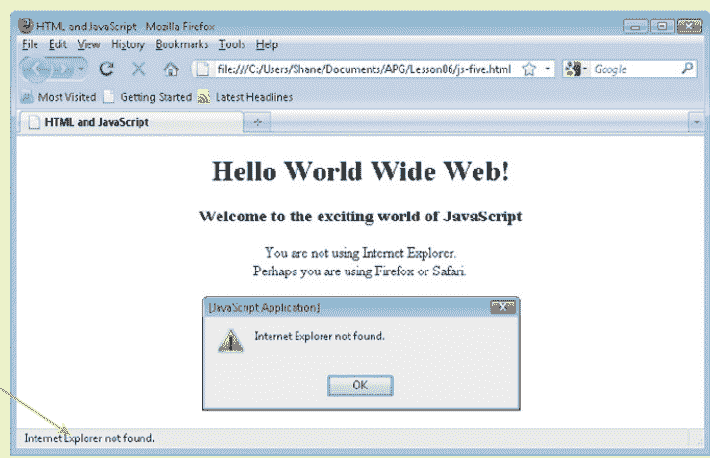 HTML and JavaScript - Mozilla Firefox
File Edit View History Bookmarks Tools Help
file:///C:/Users/Shane/Documents/APG/Lesson06/js-five.html Google
Most Visited Getting Started Latest Headlines
HTML and JavaScript
Hello World Wide Web!
Welcome to the exciting world of JavaScript
You are not using Internet Explorer.
Perhaps you are using Firefox or Safari.
[JavaScript Application]
Internet Explorer not found.
OK
Internet Explorer not found.